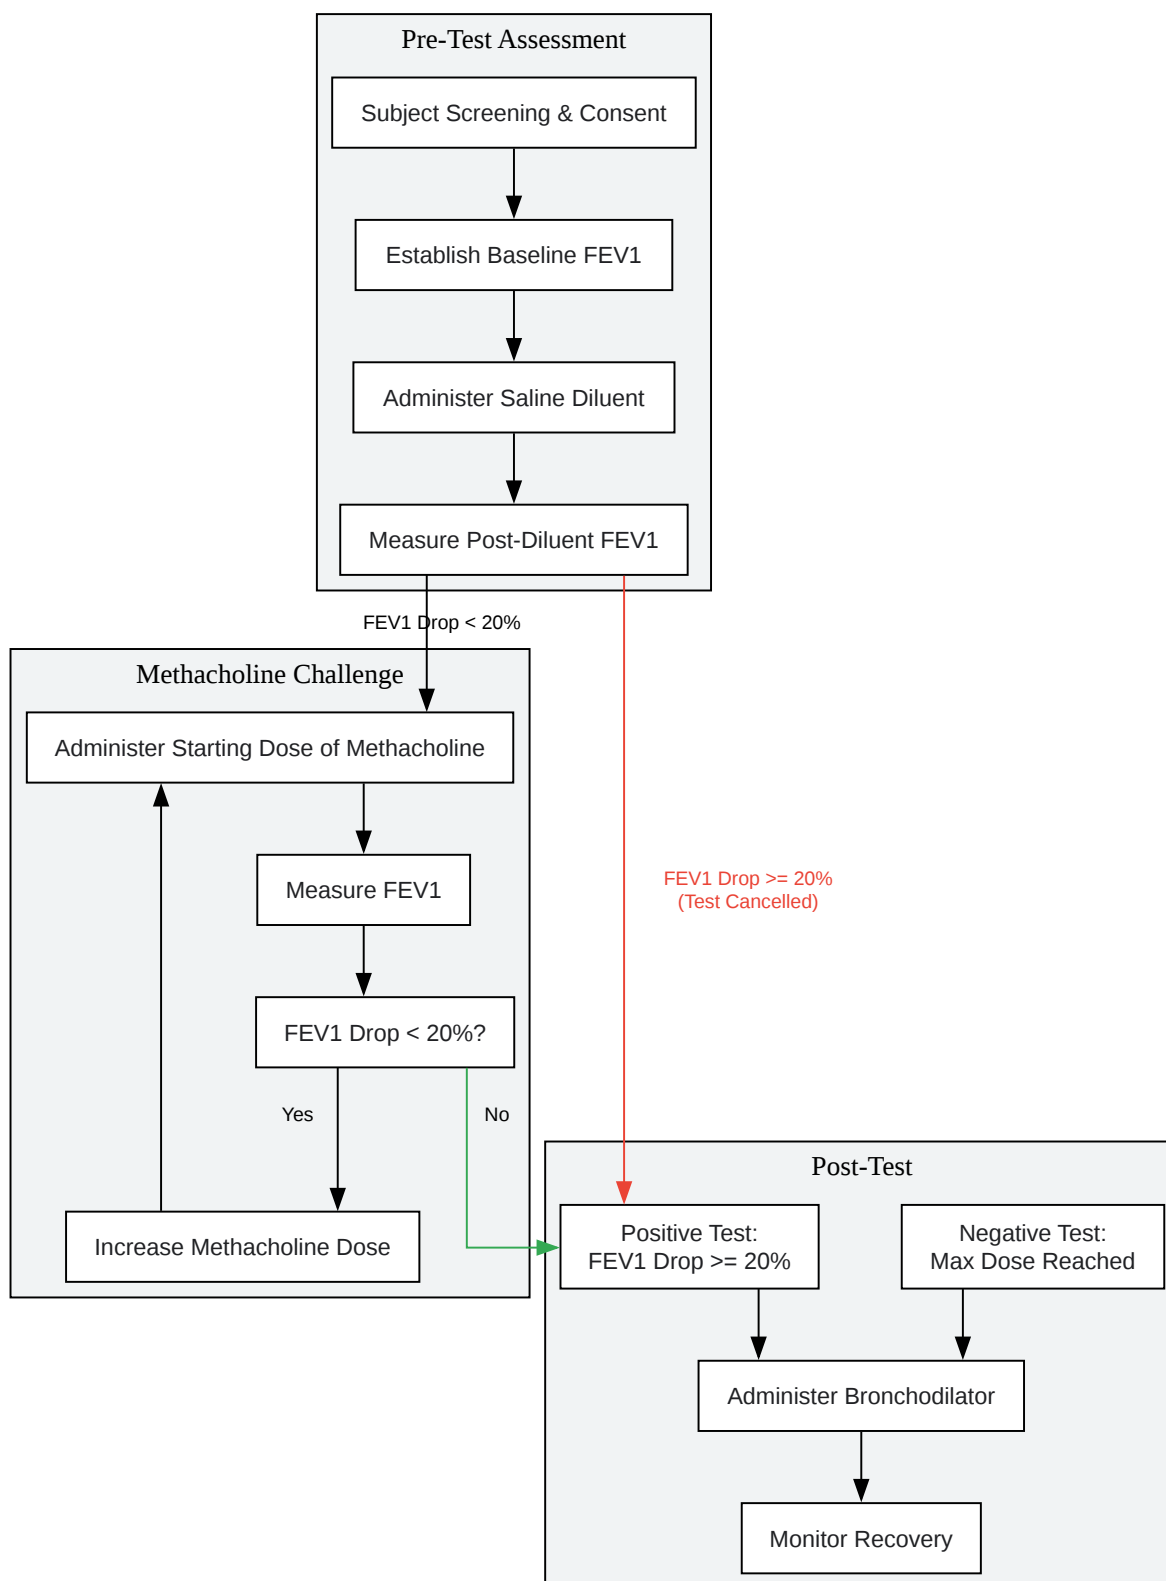 Pre-Test Assessment
Subject Screening & Consent
Establish Baseline FEV1
Administer Saline Diluent
Measure Post-Diluent FEV1
FEV1 Drop < 20%
Methacholine Challenge
Administer Starting Dose of Methacholine
Measure FEV1
FEV1 Drop >= 20%
(Test Cancelled)
FEV1 Drop < 20%?
Yes
No
Increase Methacholine Dose
Post-Test
Positive Test:
FEV1 Drop >= 20%
Negative Test:
Max Dose Reached
Administer Bronchodilator
Monitor Recovery